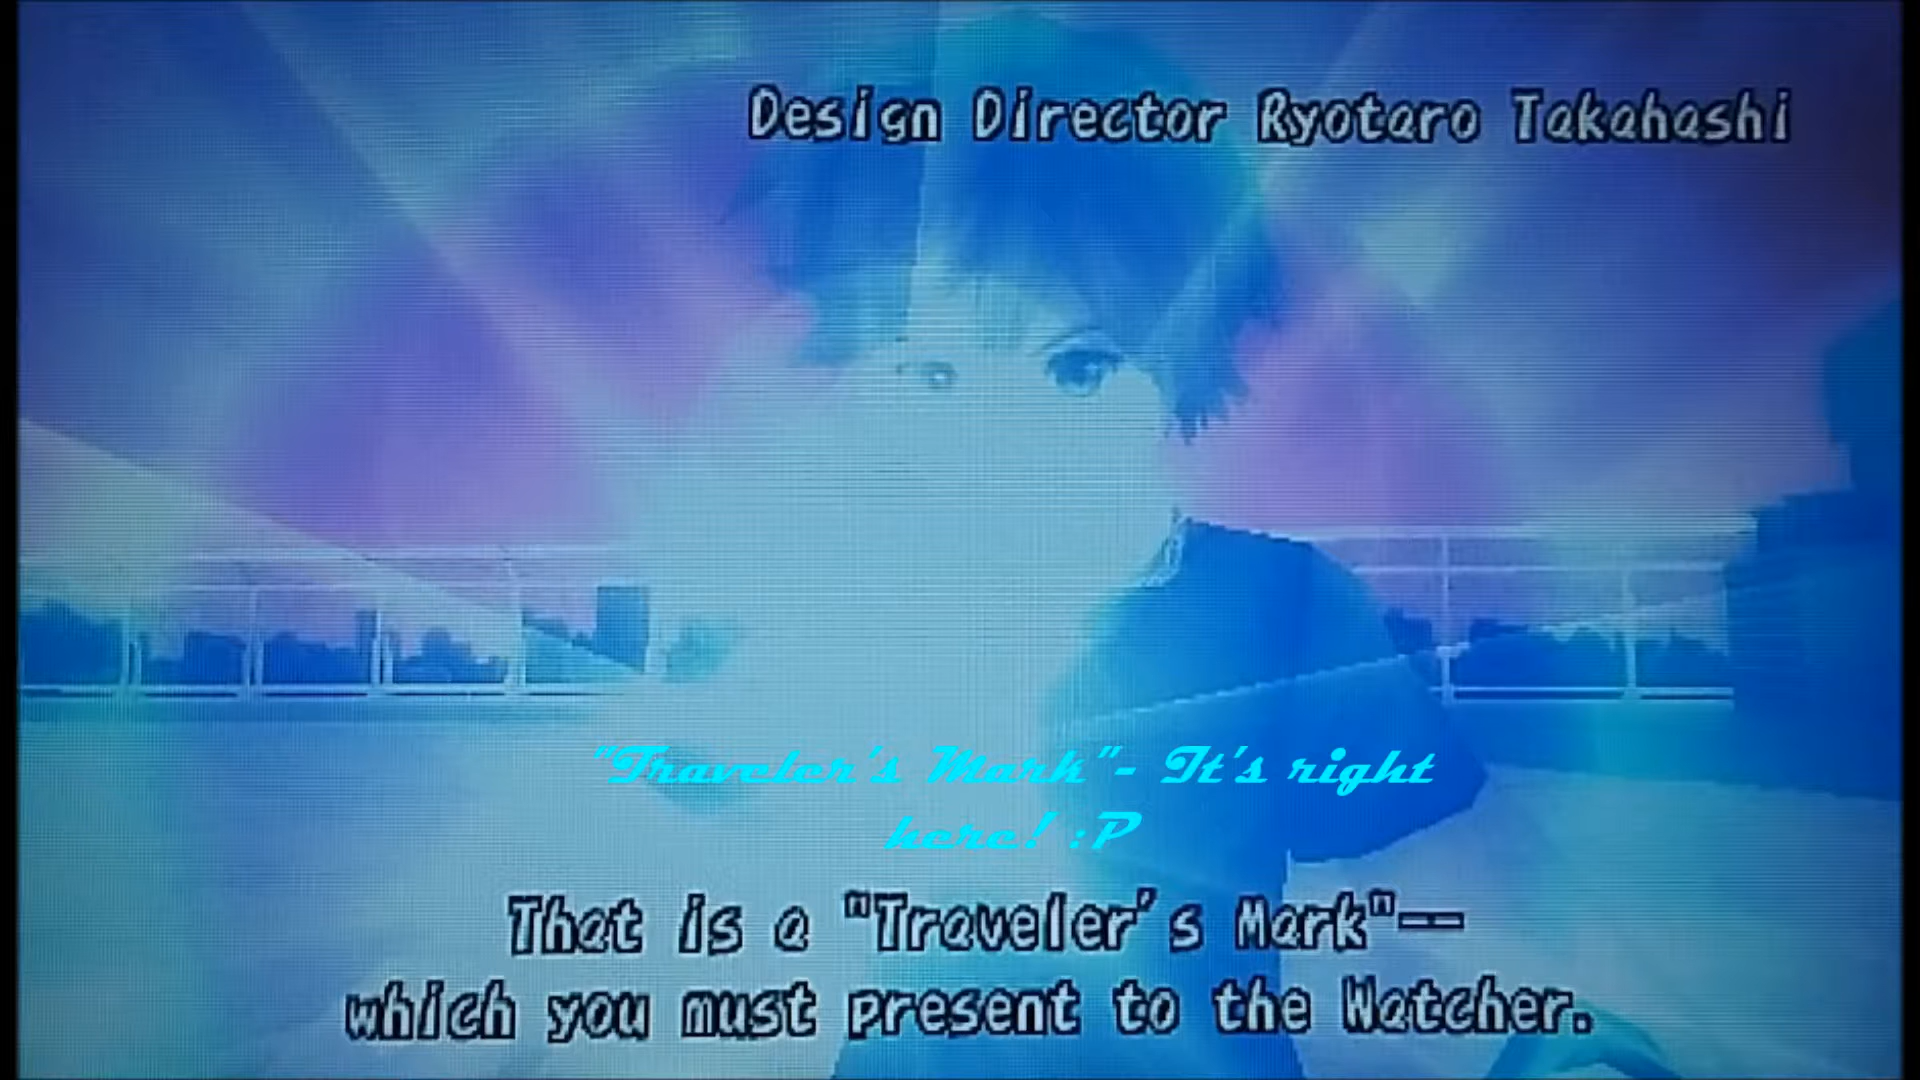 Design Director Ryotaro Takahashi
"Traveler's Mark"- It's right
here! :P
That is a "Traveler's Mark"--
which you must present to the Watcher.